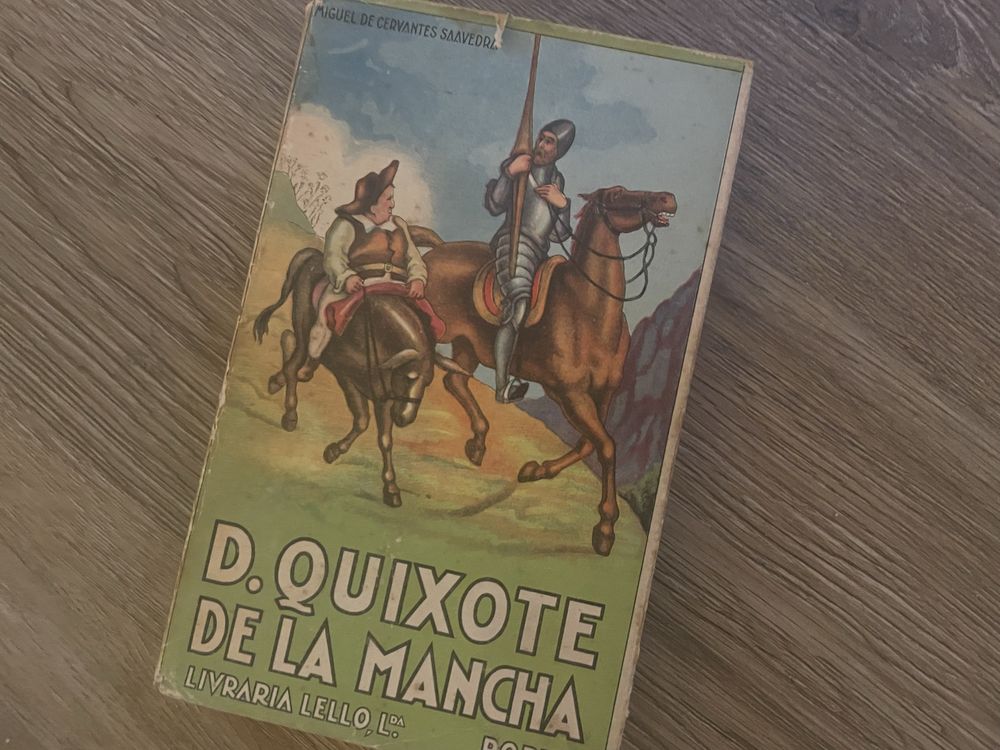 MIGUEL DE CERVANTES SAAVEDRA
D. QUIXOTE
DE LA MANCHA
LIVRARIA LELLO, L.DA